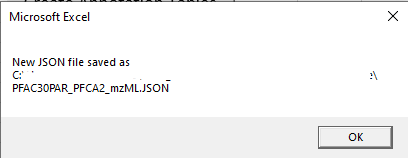 Microsoft Excel
New JSON file saved as
C:\
PFAC30PAR_PFCA2_mzML.JSON
OK